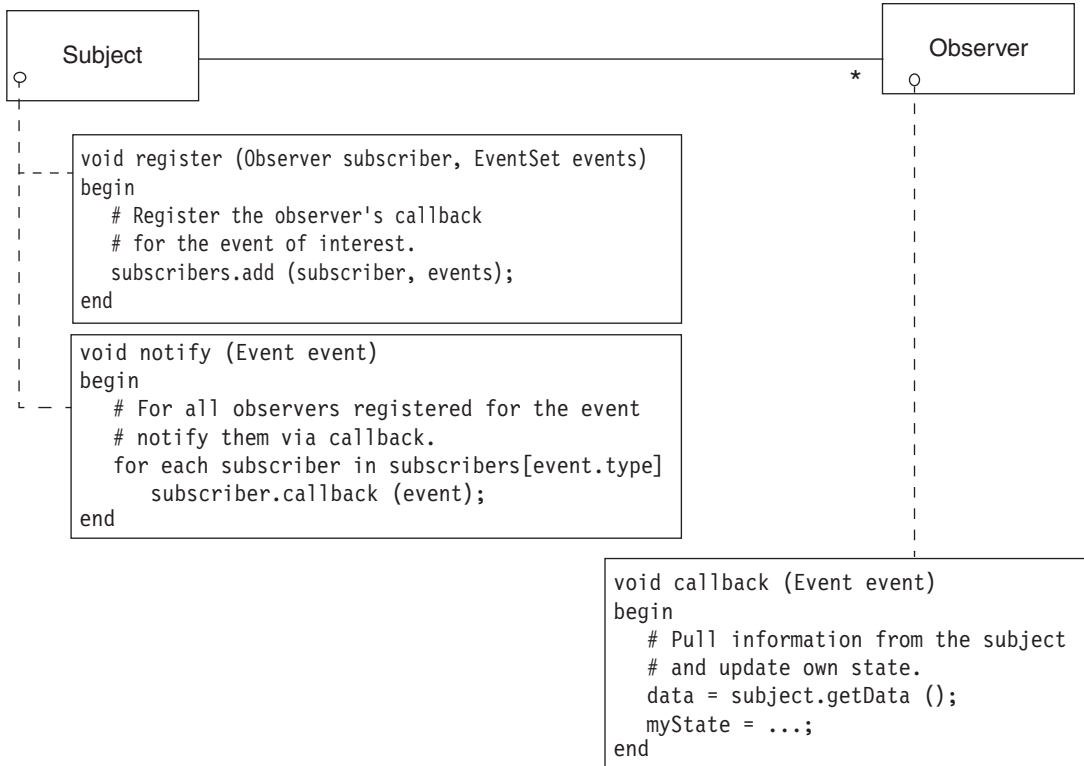 Subject
Observer
*
void register (Observer subscriber, EventSet events)
begin
# Register the observer's callback
# for the event of interest.
subscribers.add (subscriber, events);
end
void notify (Event event)
begin
# For all observers registered for the event
# notify them via callback.
for each subscriber in subscribers[event.type]
subscriber.callback (event);
end
void callback (Event event)
begin
# Pull information from the subject
# and update own state.
data = subject.getData ();
myState = ...;
end